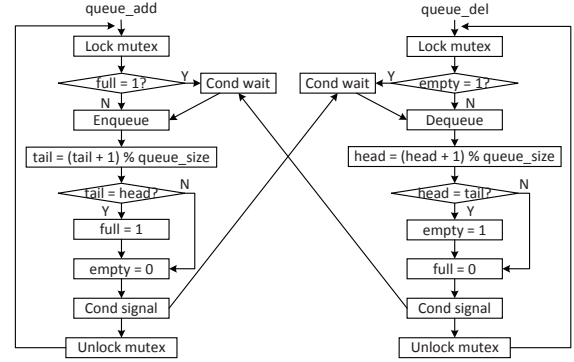 queue_add
Lock mutex
full = 1?
Y
Cond wait
N
Enqueue
tail = (tail + 1) % queue_size
tail = head?
N
Y
full = 1
empty = 0
Cond signal
Unlock mutex
queue_del
Lock mutex
Cond wait
Y
empty = 1?
N
Dequeue
head = (head + 1) % queue_size
head = tail?
N
Y
empty = 1
full = 0
Cond signal
Unlock mutex